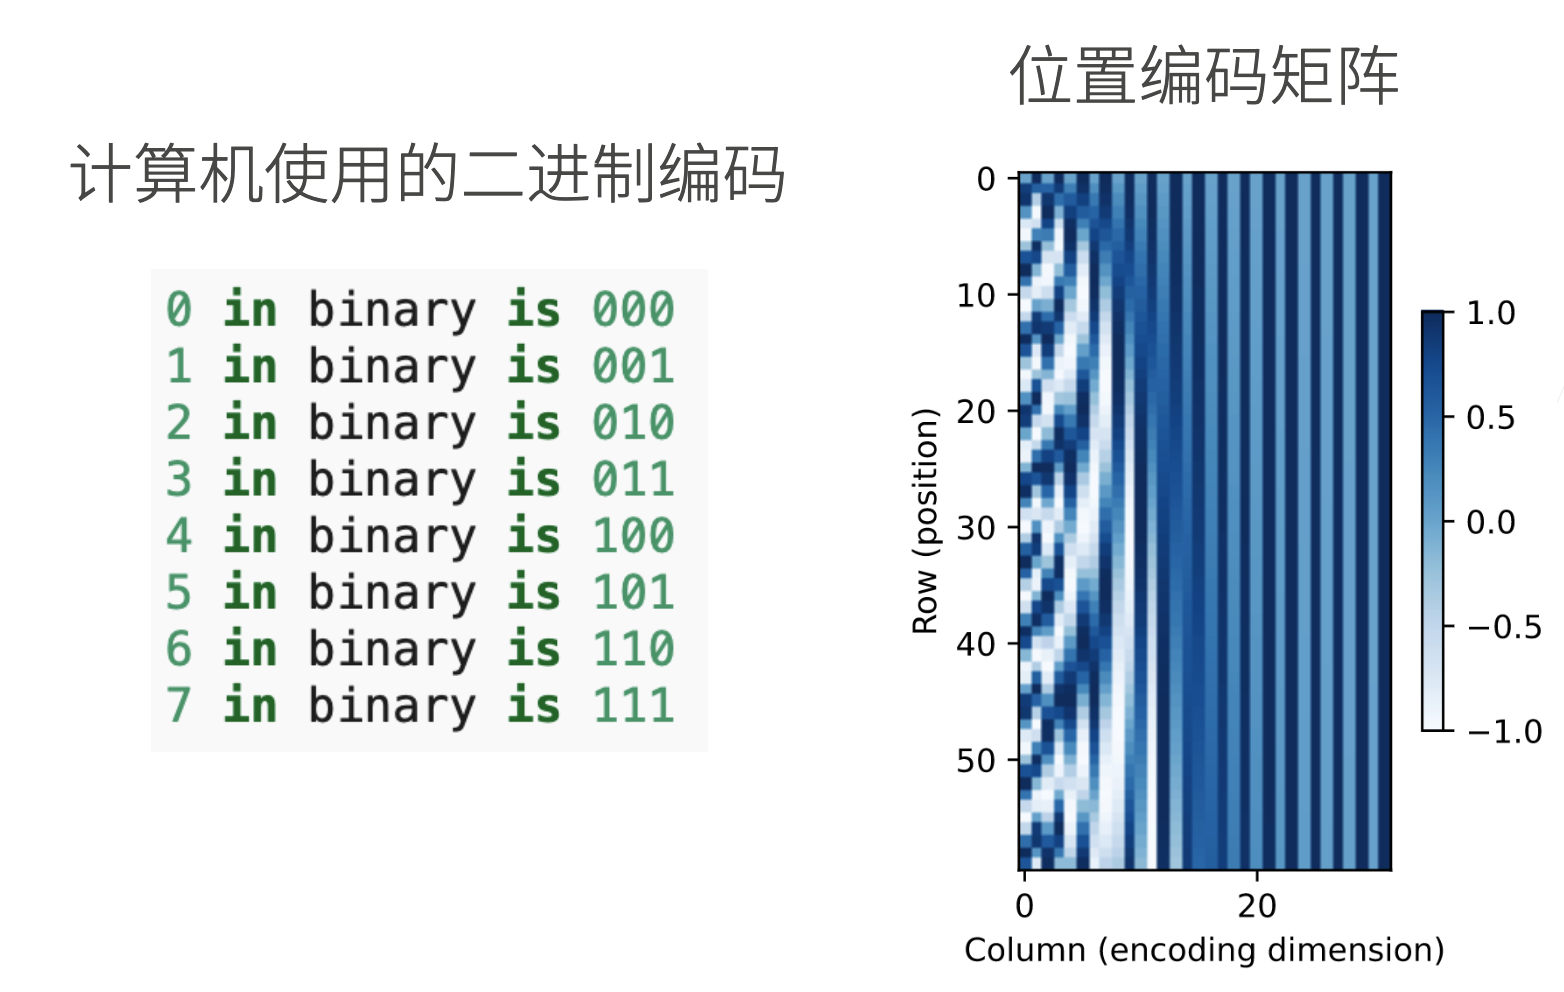 计算机使用的二进制编码
0 in binary is 000
1 in binary is 001
2 in binary is 010
3 in binary is 011
4 in binary is 100
5 in binary is 101
6 in binary is 110
7 in binary is 111
位置编码矩阵
0
10
20
30
40
50
Row (position)
0 20
Column (encoding dimension)
1.0
0.5
0.0
−0.5
−1.0